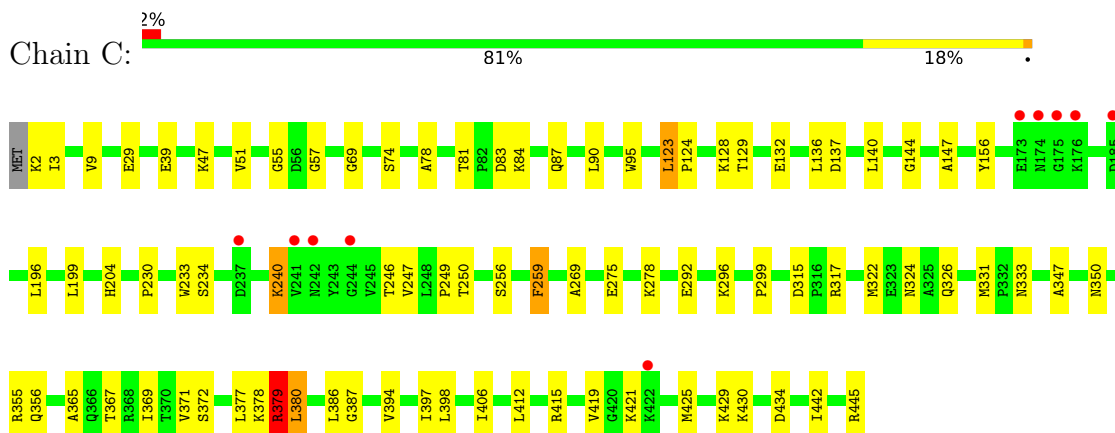 2%
Chain C:
81% 18% •
MET K2 I3 V9 E29 E39 K47 V51 G55 D56 G57 G69 S74 A78 T81 P82 D83 K84 Q87 L90 W95 L123 P124 K128 T129 E132 L136 D137 L140 G144 A147 Y156 E173 N174 G175 K176 D185
L196 L199 H204 P230 W233 S234 D237 K240 V241 N242 Y243 G244 V245 T246 V247 L248 P249 T250 S256 F259 A269 E275 K278 E292 K296 P299 D315 P316 R317 M322 E323 N324 A325 Q326 M331 P332 N333 A347 N350
R355 Q356 A365 Q366 T367 R368 I369 T370 V371 S372 L377 K378 R379 L380 L386 G387 V394 I397 L398 I406 L412 R415 V419 G420 K421 K422 M425 K429 K430 D434 I442 R445